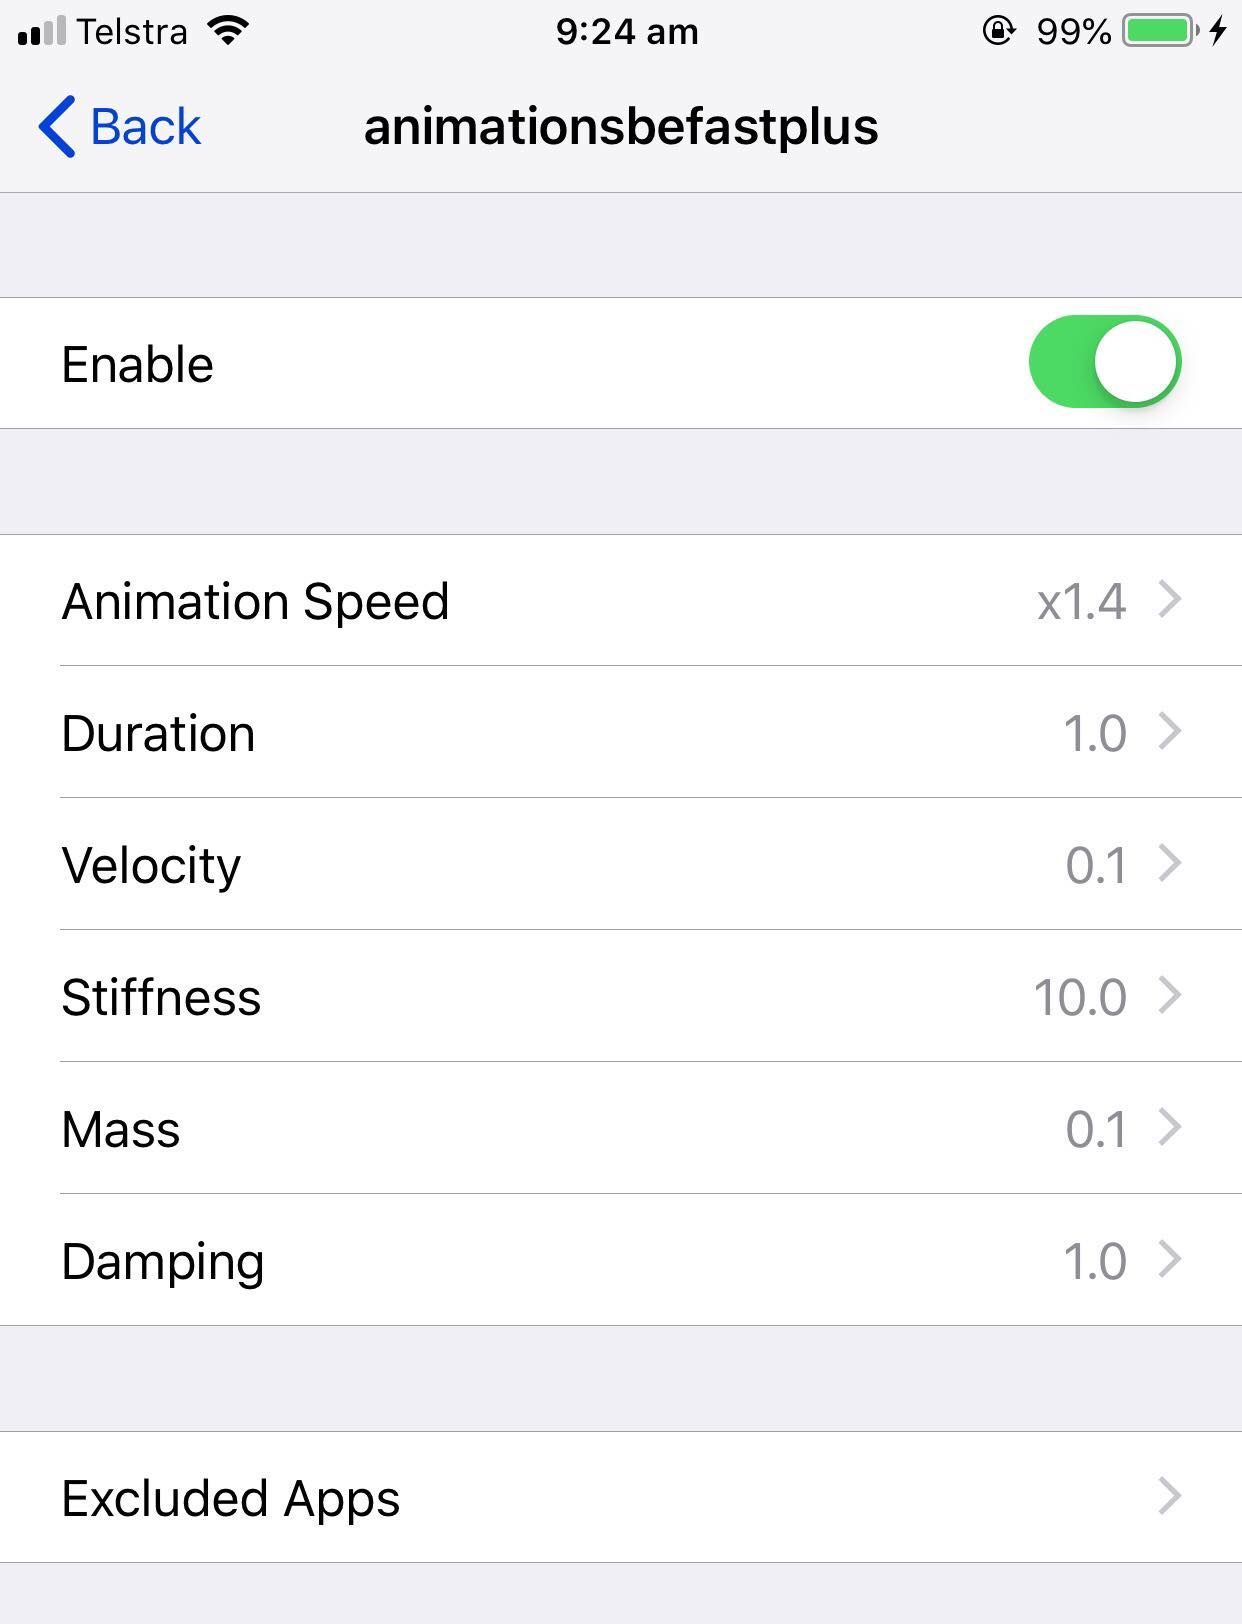 Telstra 9:24 am 99%
Back animationsbefastplus
Enable
Animation Speed x1.4
Duration 1.0
Velocity 0.1
Stiffness 10.0
Mass 0.1
Damping 1.0
Excluded Apps